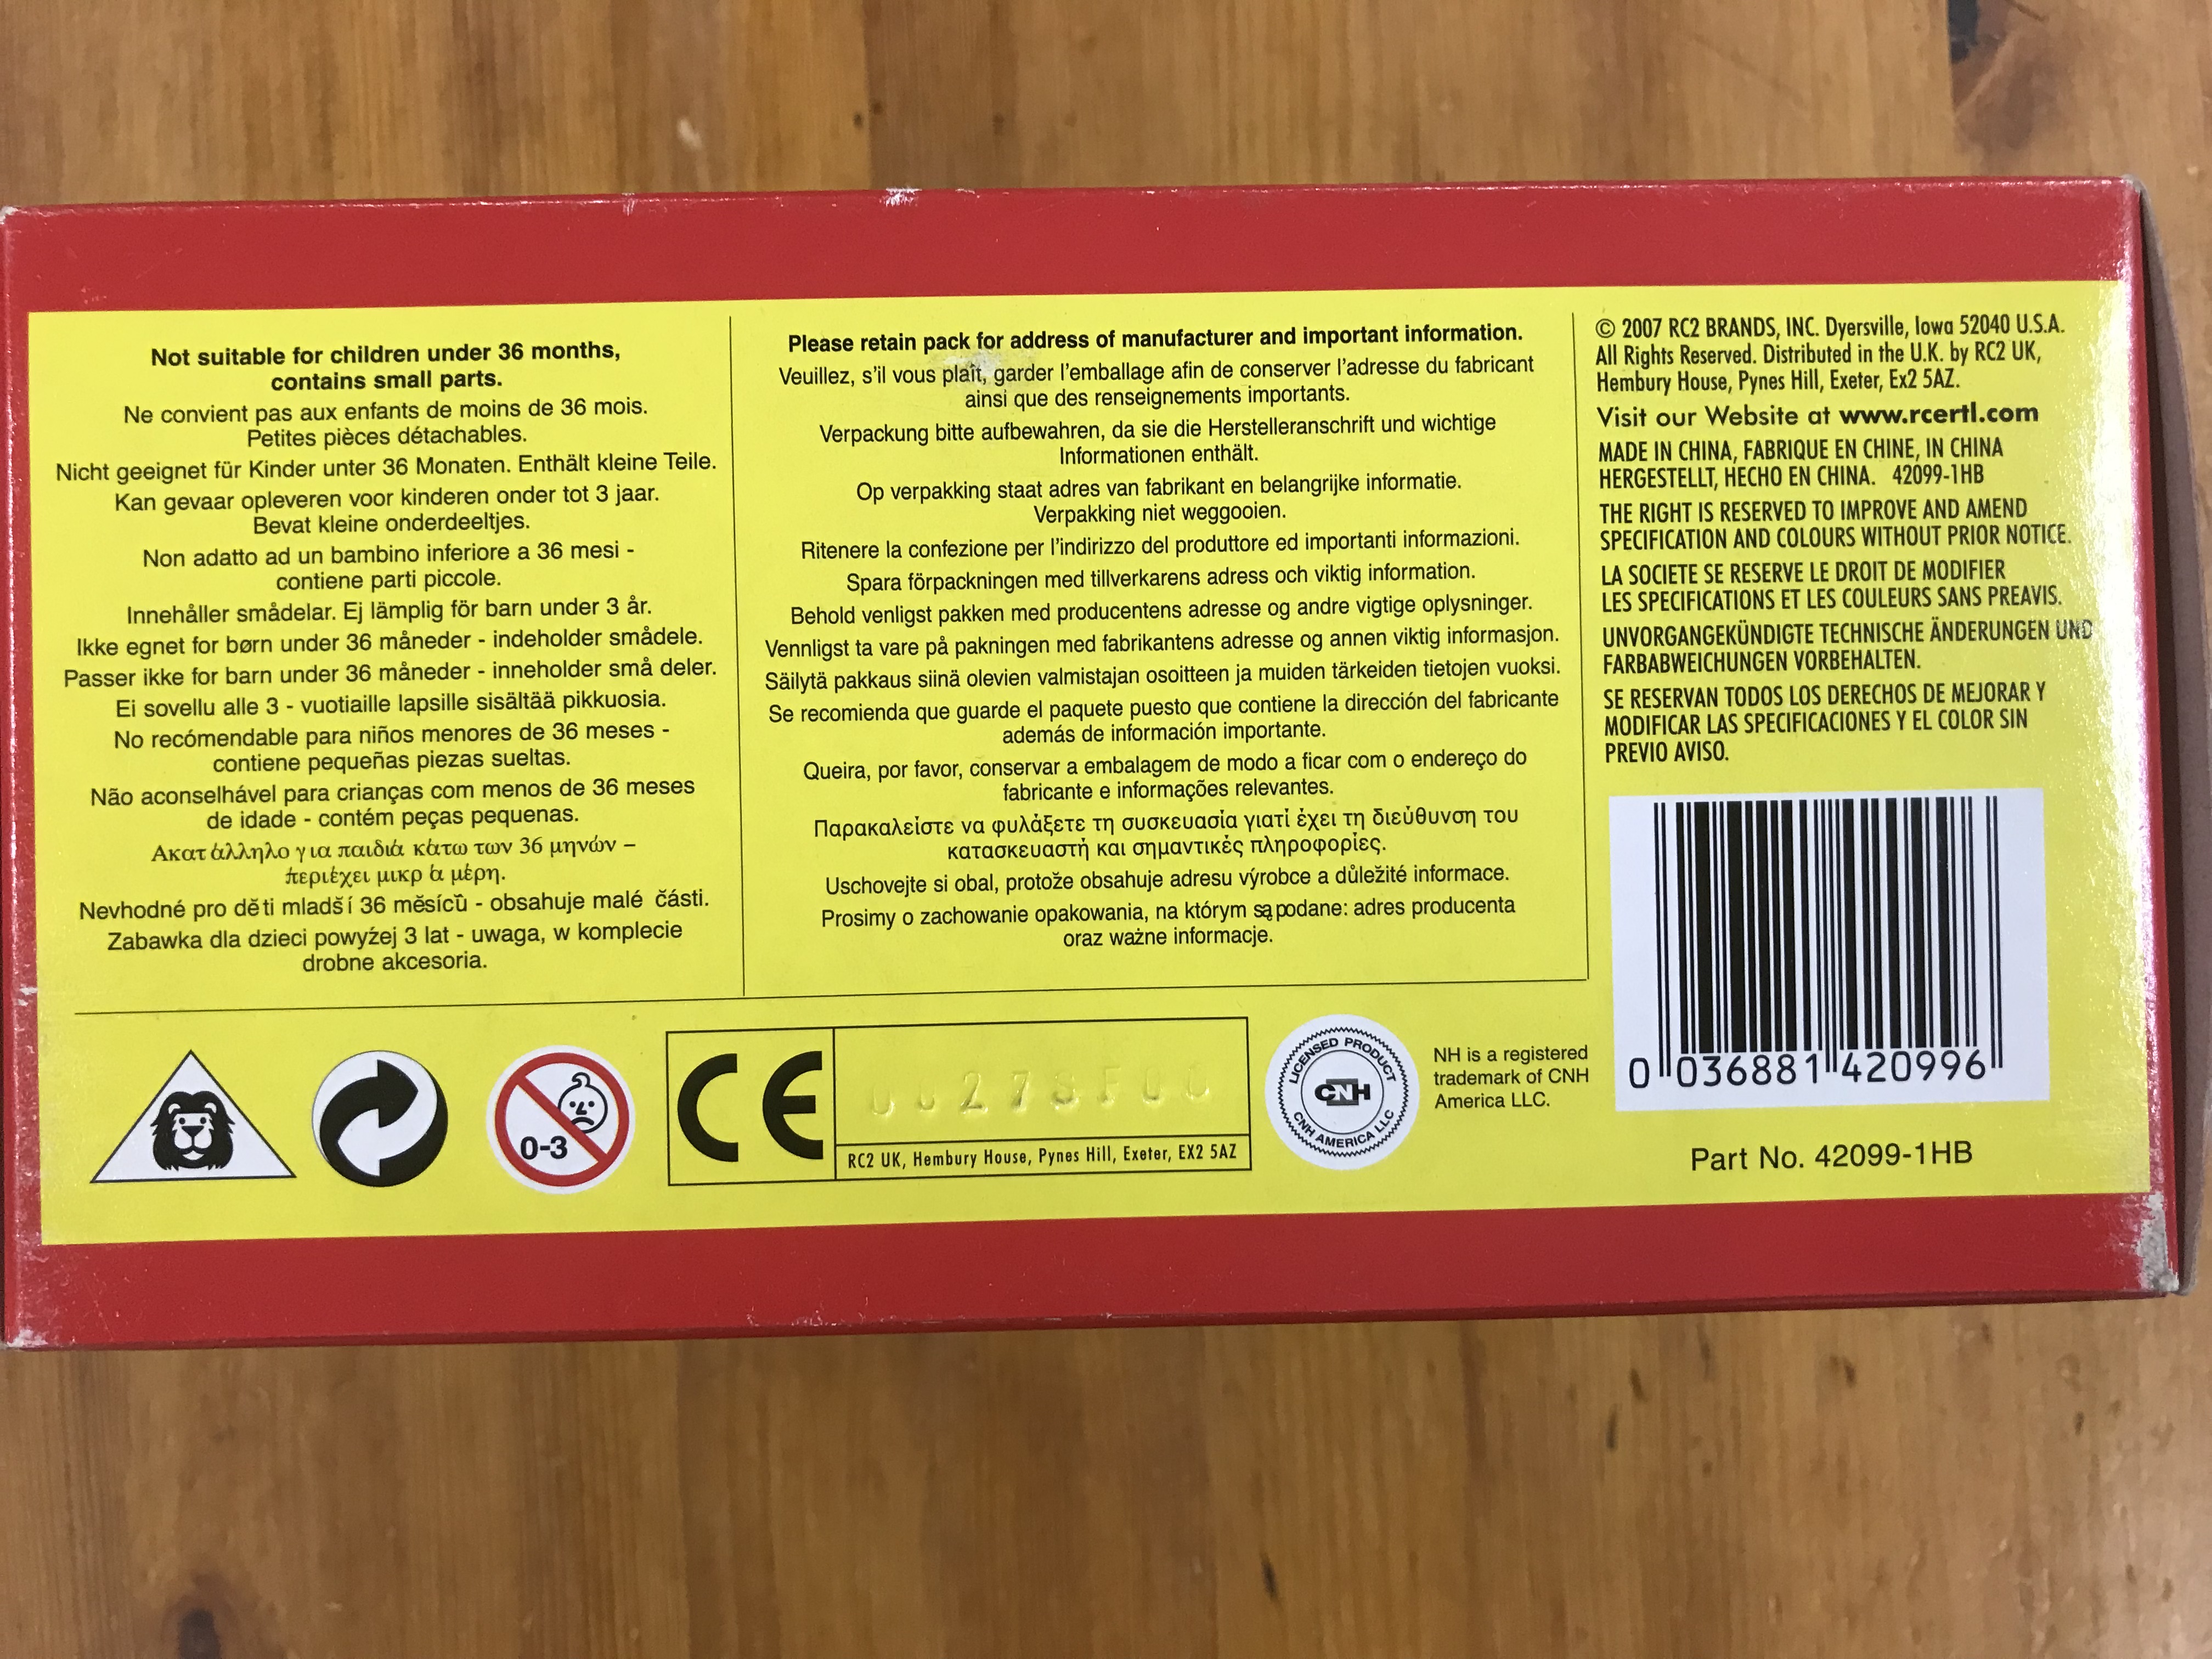 Not suitable for children under 36 months,
contains small parts.
Ne convient pas aux enfants de moins de 36 mois.
Petites pièces détachables.
Nicht geeignet für Kinder unter 36 Monaten. Enthält kleine Teile.
Kan gevaar opleveren voor kinderen onder tot 3 jaar.
Bevat kleine onderdeeltjes.
Non adatto ad un bambino inferiore a 36 mesi -
contiene parti piccole.
Innehåller smådelar. Ej lämplig för barn under 3 år.
Ikke egnet for børn under 36 måneder - indeholder smådele.
Passer ikke for barn under 36 måneder - inneholder små deler.
Ei sovellu alle 3 - vuotiaille lapsille sisältää pikkuosia.
No recómendable para niños menores de 36 meses -
contiene pequeñas piezas sueltas.
Não aconselhável para crianças com menos de 36 meses
de idade - contém peças pequenas.
Ακατάλληλο για παιδιά κάτω των 36 μηνών –
περιέχει μικρά μέρη.
Nevhodné pro děti mladší 36 měsíců - obsahuje malé části.
Zabawka dla dzieci powyźej 3 lat - uwaga, w komplecie
drobne akcesoria.
Please retain pack for address of manufacturer and important information.
Veuillez, s'il vous plaît, garder l'emballage afin de conserver l'adresse du fabricant
ainsi que des renseignements importants.
Verpackung bitte aufbewahren, da sie die Herstelleranschrift und wichtige
Informationen enthält.
Op verpakking staat adres van fabrikant en belangrijke informatie.
Verpakking niet weggooien.
Ritenere la confezione per l'indirizzo del produttore ed importanti informazioni.
Spara förpackningen med tillverkarens adress och viktig information.
Behold venligst pakken med producentens adresse og andre vigtige oplysninger.
Vennligst ta vare på pakningen med fabrikantens adresse og annen viktig informasjon.
Säilytä pakkaus siinä olevien valmistajan osoitteen ja muiden tärkeiden tietojen vuoksi.
Se recomienda que guarde el paquete puesto que contiene la dirección del fabricante
además de información importante.
Queira, por favor, conservar a embalagem de modo a ficar com o endereço do
fabricante e informações relevantes.
Παρακαλείστε να φυλάξετε τη συσκευασία γιατί έχει τη διεύθυνση του
κατασκευαστή και σημαντικές πληροφορίες.
Uschovejte si obal, protože obsahuje adresu výrobce a důležité informace.
Prosimy o zachowanie opakowania, na którym są podane: adres producenta
oraz ważne informacje.
© 2007 RC2 BRANDS, INC. Dyersville, Iowa 52040 U.S.A.
All Rights Reserved. Distributed in the U.K. by RC2 UK,
Hembury House, Pynes Hill, Exeter, Ex2 5AZ.
Visit our Website at www.rcertl.com
MADE IN CHINA, FABRIQUE EN CHINE, IN CHINA
HERGESTELLT, HECHO EN CHINA. 42099-1HB
THE RIGHT IS RESERVED TO IMPROVE AND AMEND
SPECIFICATION AND COLOURS WITHOUT PRIOR NOTICE.
LA SOCIETE SE RESERVE LE DROIT DE MODIFIER
LES SPECIFICATIONS ET LES COULEURS SANS PREAVIS.
UNVORGANGEKÜNDIGTE TECHNISCHE ÄNDERUNGEN UND
FARBABWEICHUNGEN VORBEHALTEN.
SE RESERVAN TODOS LOS DERECHOS DE MEJORAR Y
MODIFICAR LAS SPECIFICACIONES Y EL COLOR SIN
PREVIO AVISO.
0 036881 420996
Part No. 42099-1HB
0-3
CE
RC2 UK, Hembury House, Pynes Hill, Exeter, EX2 5AZ
LICENSED PRODUCT
CNH
CNH AMERICA LLC
NH is a registered
trademark of CNH
America LLC.